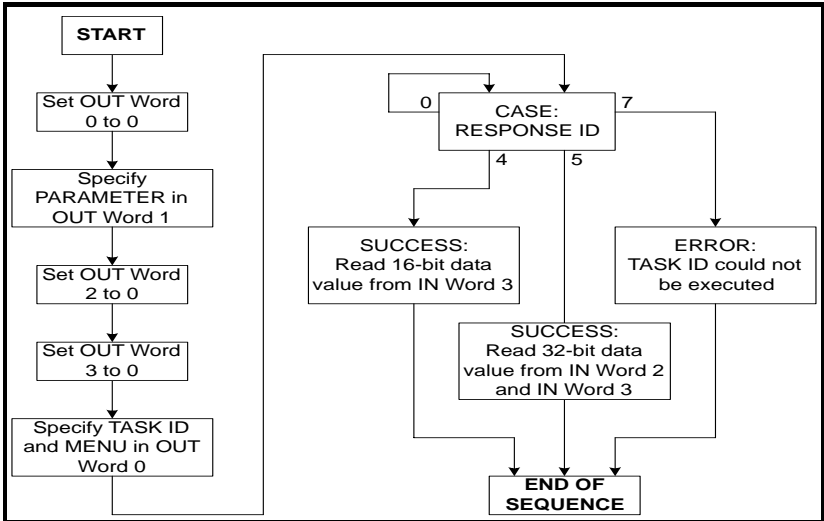 START
Set OUT Word
0 to 0
Specify
PARAMETER in
OUT Word 1
Set OUT Word
2 to 0
Set OUT Word
3 to 0
Specify TASK ID
and MENU in OUT
Word 0
0
CASE:
RESPONSE ID
7
4
5
SUCCESS:
Read 16-bit data
value from IN Word 3
SUCCESS:
Read 32-bit data
value from IN Word 2
and IN Word 3
ERROR:
TASK ID could not
be executed
END OF
SEQUENCE